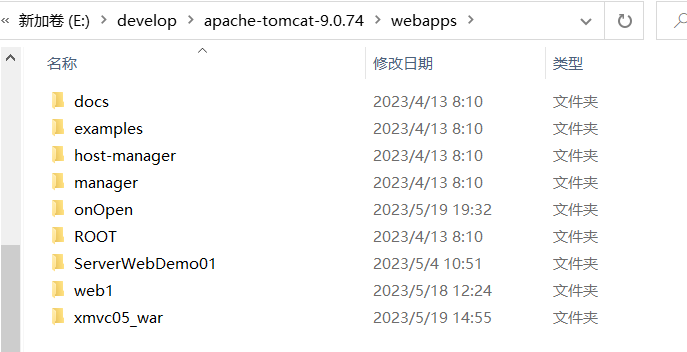 « 新加卷 (E:) › develop › apache-tomcat-9.0.74 › webapps ›
名称 修改日期 类型
docs 2023/4/13 8:10 文件夹
examples 2023/4/13 8:10 文件夹
host-manager 2023/4/13 8:10 文件夹
manager 2023/4/13 8:10 文件夹
onOpen 2023/5/19 19:32 文件夹
ROOT 2023/4/13 8:10 文件夹
ServerWebDemo01 2023/5/4 10:51 文件夹
web1 2023/5/18 12:24 文件夹
xmvc05_war 2023/5/19 14:55 文件夹